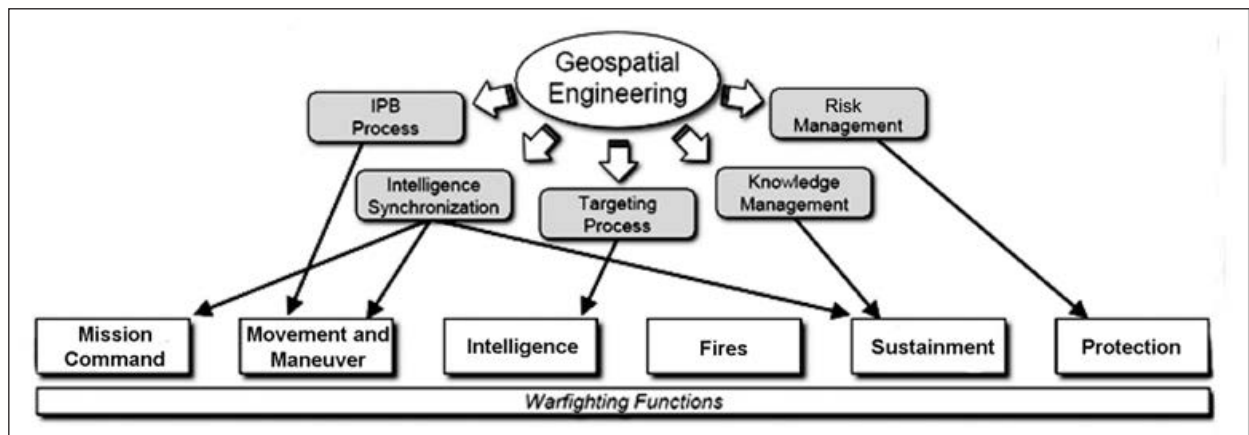 Geospatial
Engineering
IPB
Process
Risk
Management
Intelligence
Synchronization
Targeting
Process
Knowledge
Management
Mission
Command
Movement and
Maneuver
Intelligence
Fires
Sustainment
Protection
Warfighting Functions